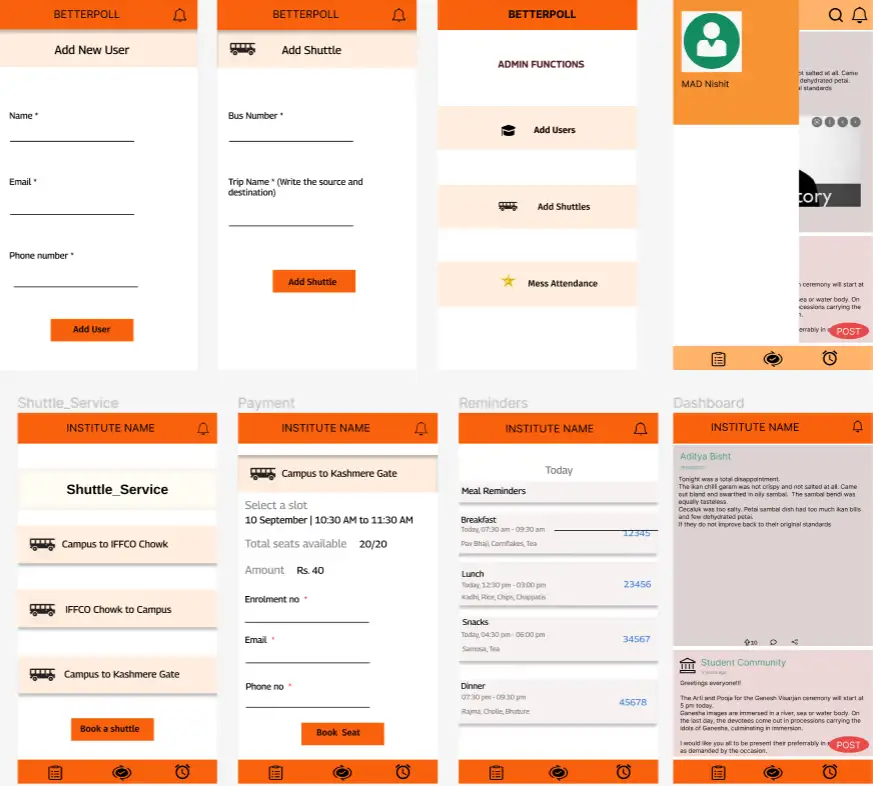 BETTERPOLL
Add New User
Name *
Email *
Phone number *
Add User
BETTERPOLL
Add Shuttle
Bus Number *
Trip Name * (Write the source and
destination)
Add Shuttle
BETTERPOLL
ADMIN FUNCTIONS
Add Users
Add Shuttles
Mess Attendance
MAD Nishit
ot salted at all. Came
dehydrated petai.
al standards
tory
ceremony will start at
sea or water body. On
ocessions carrying the
ferrably in
POST
Shuttle_Service
INSTITUTE NAME
Shuttle_Service
Campus to IFFCO Chowk
IFFCO Chowk to Campus
Campus to Kashmere Gate
Book a shuttle
Payment
INSTITUTE NAME
Campus to Kashmere Gate
Select a slot
10 September | 10:30 AM to 11:30 AM
Total seats available 20/20
Amount Rs. 40
Enrolment no *
Email *
Phone no *
Book Seat
Reminders
INSTITUTE NAME
Today
Meal Reminders
Breakfast
Today, 07:30 am - 09:30 am
12345
Pav Bhaji, Cornflakes, Tea
Lunch
Today, 12:30 pm - 03:00 pm
23456
Kadhi, Rice, Chips, Chappatis
Snacks
Today, 04:30 pm - 06:00 pm
34567
Samosa, Tea
Dinner
07:30 pm - 09:30 pm
45678
Rajma, Cholle, Bhature
Dashboard
INSTITUTE NAME
Aditya Bisht
Tonight was a total disappointment.
The ikan chilli garam was not crispy and not salted at all. Came
out bland and swarthed in oily sambal. The sambal bendi was
equally tasteless.
Cecaluk was too salty. Petai sambal dish had too much ikan bilis
and few dehydrated petai.
If they do not improve back to their original standards
20
Student Community
Greetings everyone!!!
The Arti and Pooja for the Genesh Visarjan ceremony will start at
5 pm today.
Ganesha images are immersed in a river, sea or water body. On
the last day, the devotees come out in processions carrying the
idols of Ganesha, culminating in immersion.
I would like you all to be present their preferrably in
as demanded by the occasion.
POST